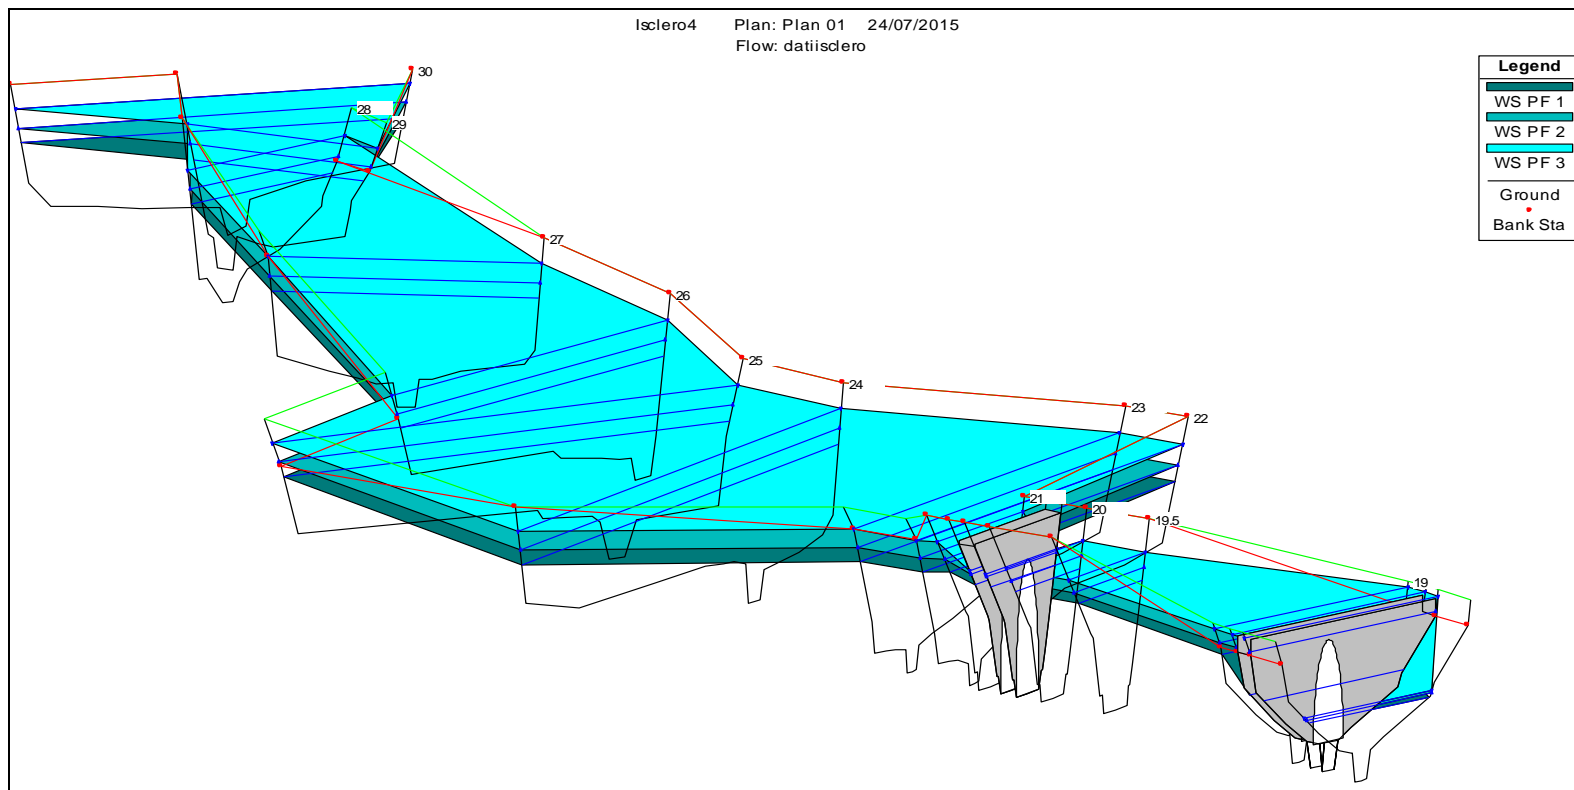 Isclero4 Plan: Plan 01 24/07/2015
Flow: datiisclero
Legend
WS PF 1
WS PF 2
WS PF 3
Ground
Bank Sta
30
28
29
27
26
25
24
23
22
21
20
19.5
19